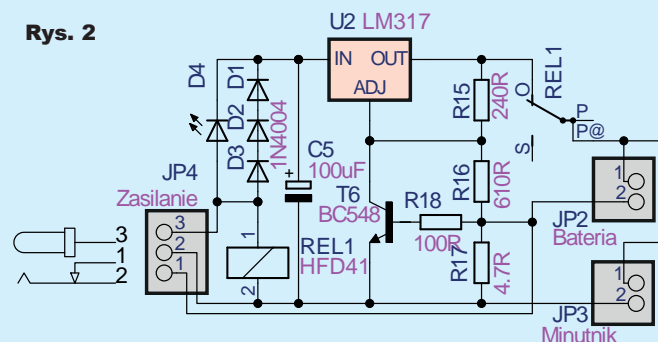 Rys. 2
U2 LM317
IN OUT
ADJ
D4
D1
D2
D3
1N4004
R15
240R
REL1
O
P
P@
S
C5
+
100uF
JP4
Zasilanie
3
2
1
T6
BC548
R18
100R
R16
610R
R17
4.7R
1
2
JP2
Bateria
3
1
2
1
2
REL1
HFD41
1
2
JP3
Minutnik